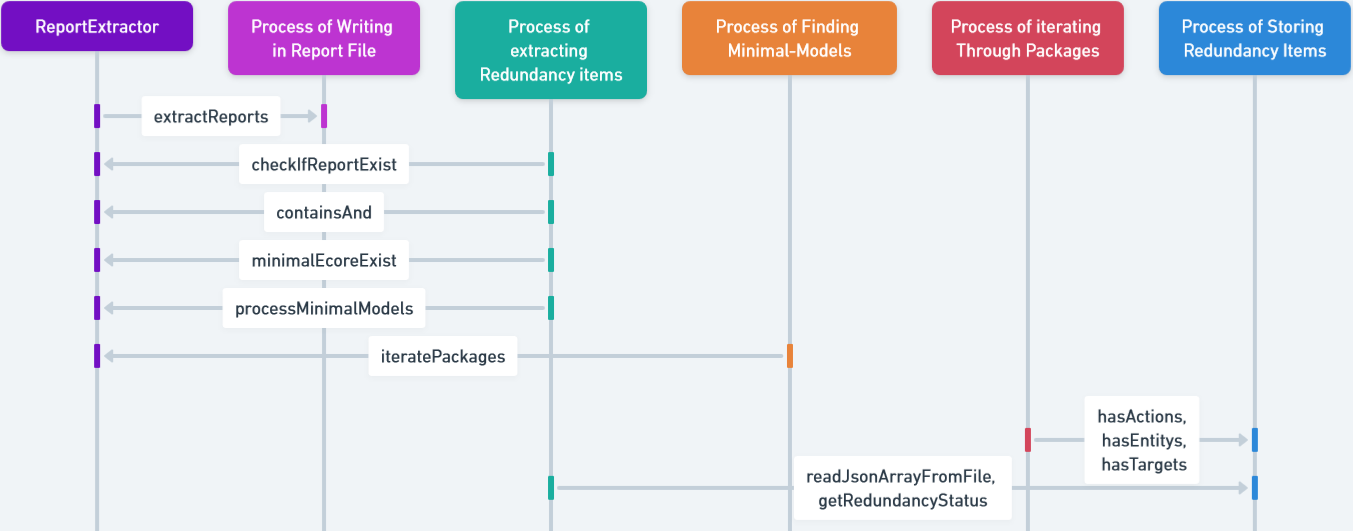 ReportExtractor
Process of Writing
in Report File
Process of
extracting
Redundancy items
Process of Finding
Minimal-Models
Process of iterating
Through Packages
Process of Storing
Redundancy Items
extractReports
checkIfReportExist
containsAnd
minimalEcoreExist
processMinimalModels
iteratePackages
hasActions,
hasEntitys,
hasTargets
readJsonArrayFromFile,
getRedundancyStatus